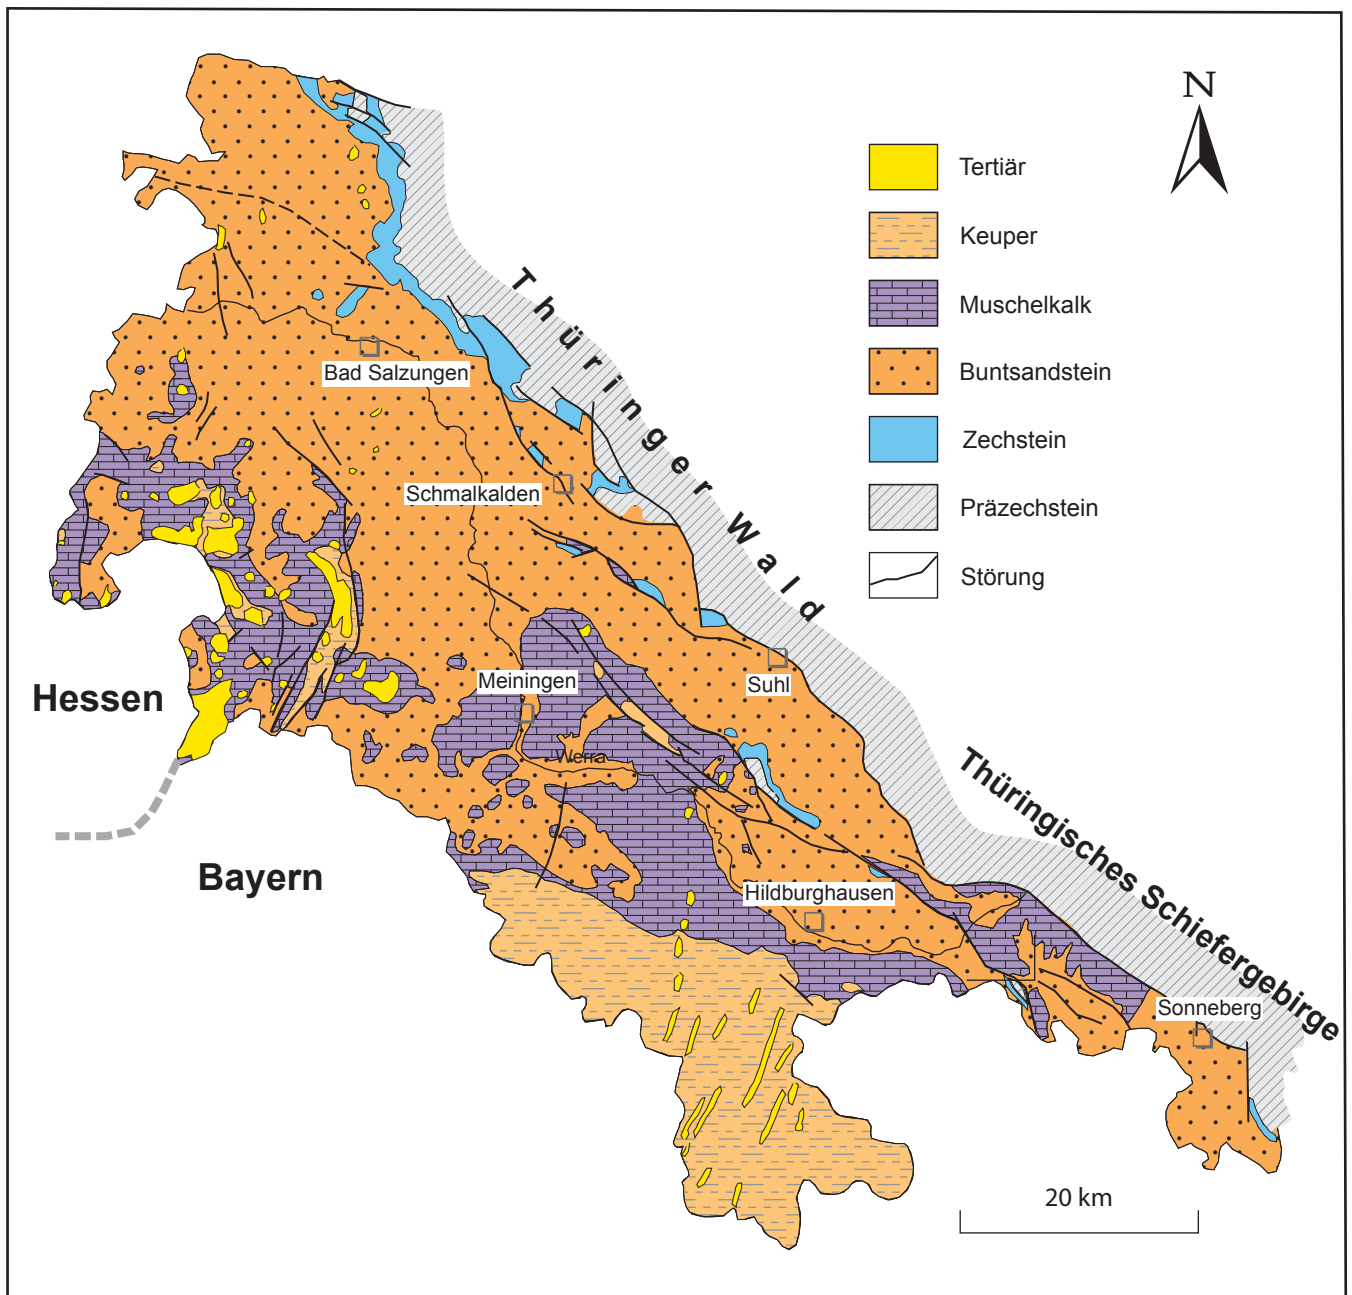 N
Tertiär
Keuper
Muschelkalk
Buntsandstein
Zechstein
Präzechstein
Störung
Thüringer Wald
Bad Salzungen
Schmalkalden
Suhl
Meiningen
Hessen
Werra
Thüringisches Schiefergebirge
Bayern
Hildburghausen
Sonneberg
20 km